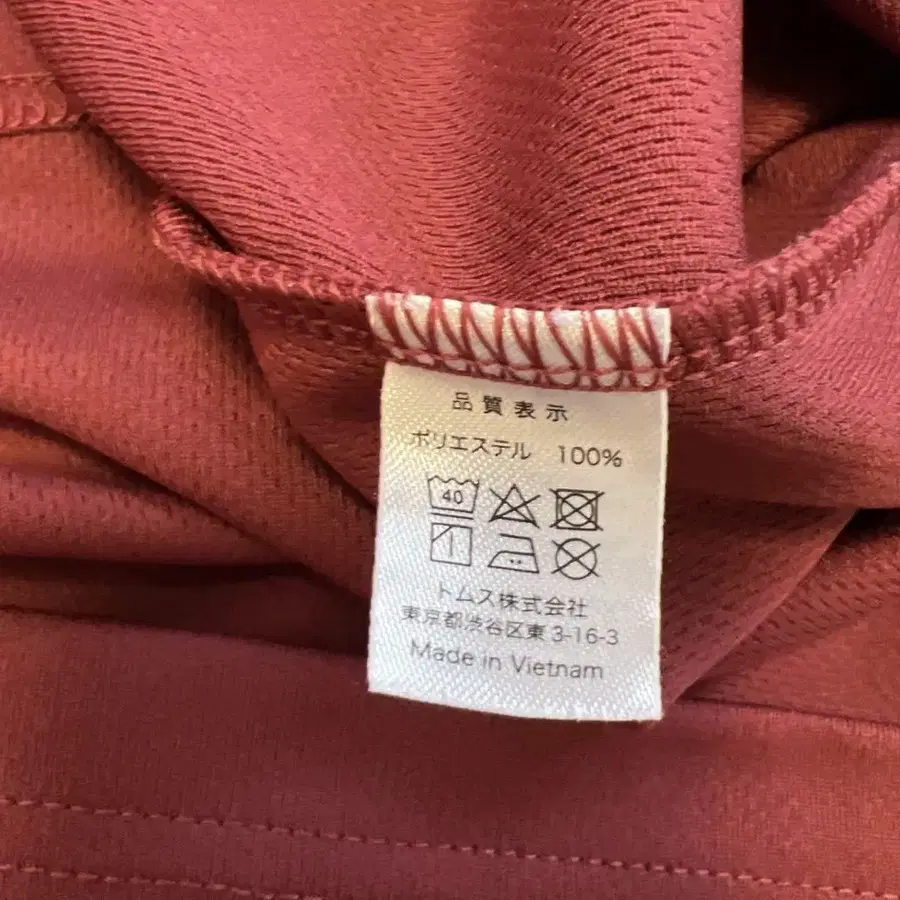 品質表示
ポリエステル 100%
40
トムス株式会社
東京都渋谷区東3-16-3
Made in Vietnam